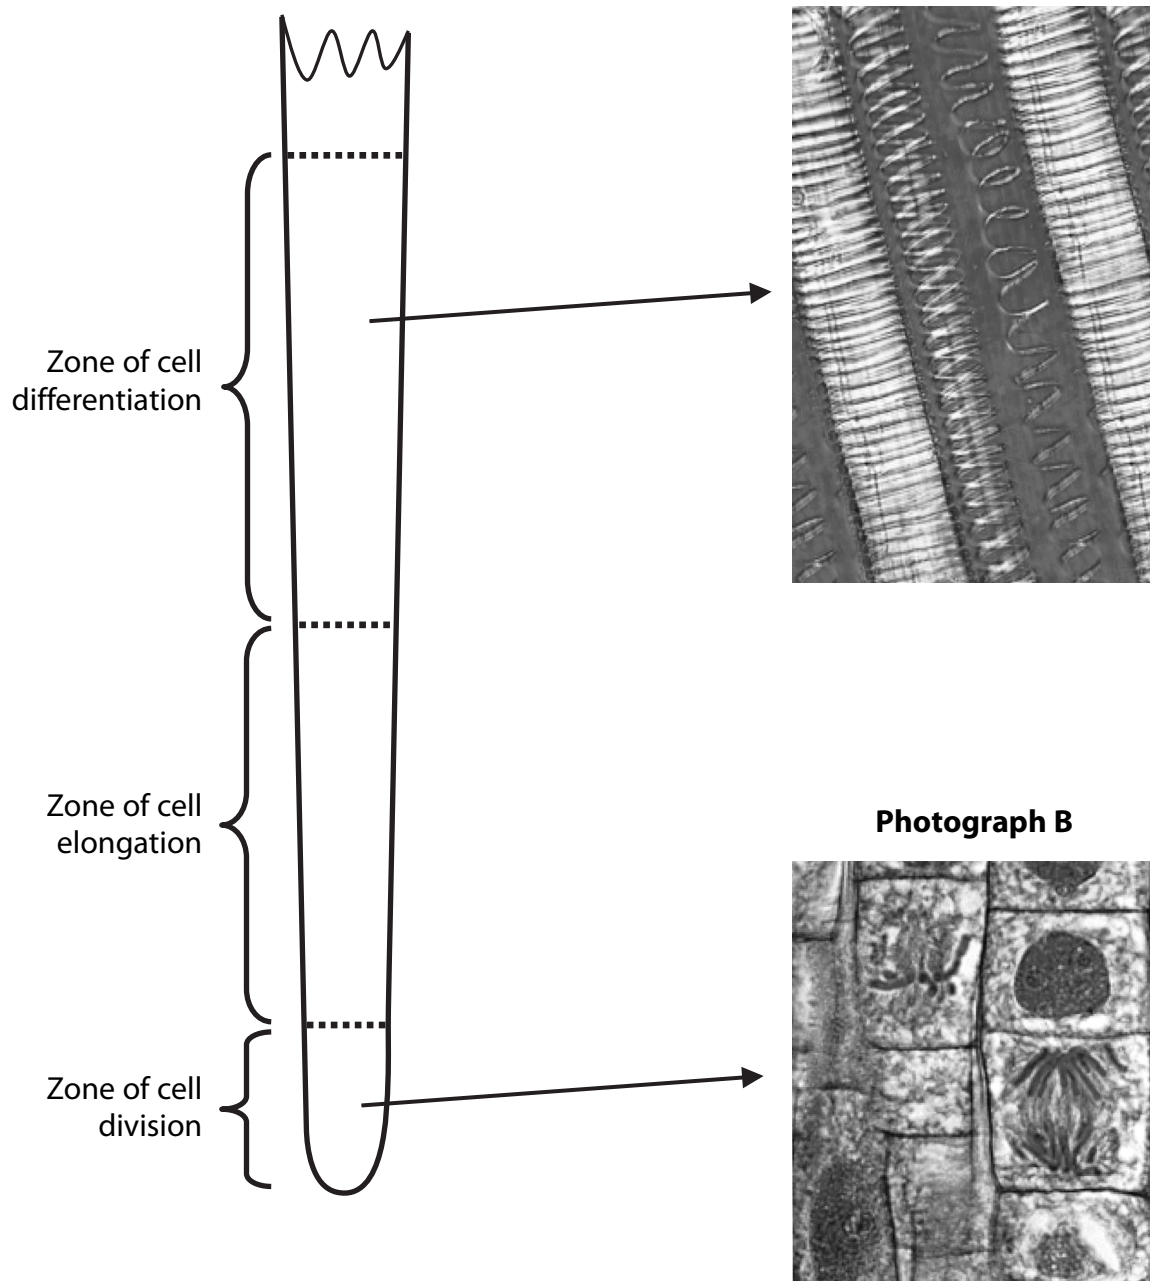 Zone of cell
differentiation
Zone of cell
elongation
Photograph B
Zone of cell
division